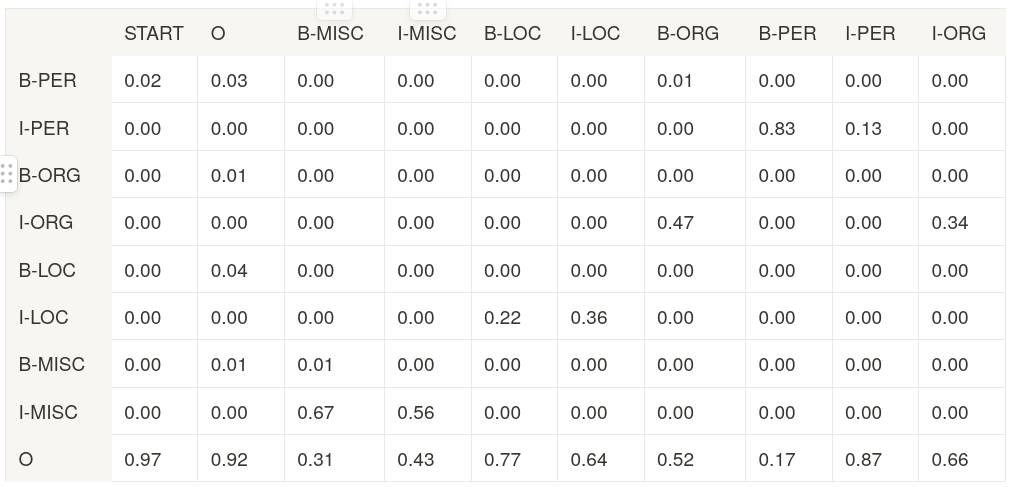 START O B-MISC I-MISC B-LOC I-LOC B-ORG B-PER I-PER I-ORG
B-PER 0.02 0.03 0.00 0.00 0.00 0.00 0.01 0.00 0.00 0.00
I-PER 0.00 0.00 0.00 0.00 0.00 0.00 0.00 0.83 0.13 0.00
B-ORG 0.00 0.01 0.00 0.00 0.00 0.00 0.00 0.00 0.00 0.00
I-ORG 0.00 0.00 0.00 0.00 0.00 0.00 0.47 0.00 0.00 0.34
B-LOC 0.00 0.04 0.00 0.00 0.00 0.00 0.00 0.00 0.00 0.00
I-LOC 0.00 0.00 0.00 0.00 0.22 0.36 0.00 0.00 0.00 0.00
B-MISC 0.00 0.01 0.01 0.00 0.00 0.00 0.00 0.00 0.00 0.00
I-MISC 0.00 0.00 0.67 0.56 0.00 0.00 0.00 0.00 0.00 0.00
O 0.97 0.92 0.31 0.43 0.77 0.64 0.52 0.17 0.87 0.66